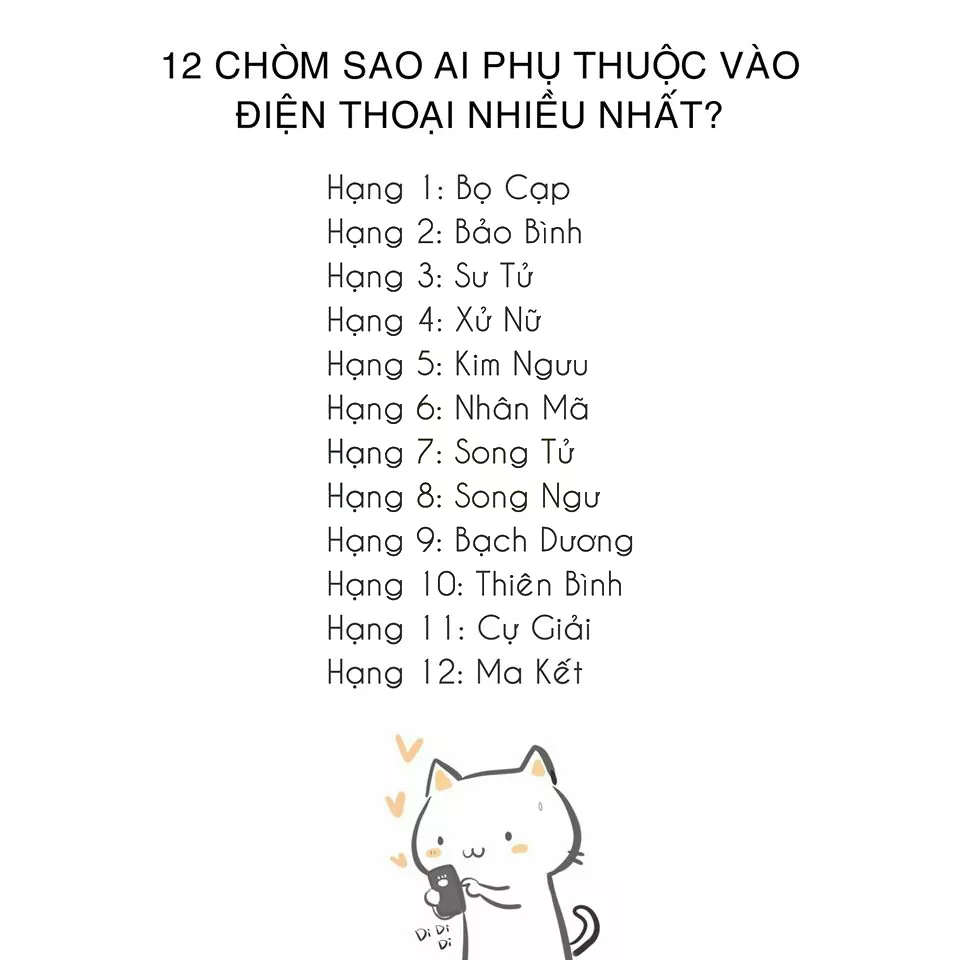 12 CHÒM SAO AI PHỤ THUỘC VÀO
ĐIỆN THOẠI NHIỀU NHẤT?
Hạng 1: Bọ Cạp
Hạng 2: Bảo Bình
Hạng 3: Sư Tử
Hạng 4: Xử Nữ
Hạng 5: Kim Ngưu
Hạng 6: Nhân Mã
Hạng 7: Song Tử
Hạng 8: Song Ngư
Hạng 9: Bạch Dương
Hạng 10: Thiên Bình
Hạng 11: Cự Giải
Hạng 12: Ma Kết
Di Di
Di